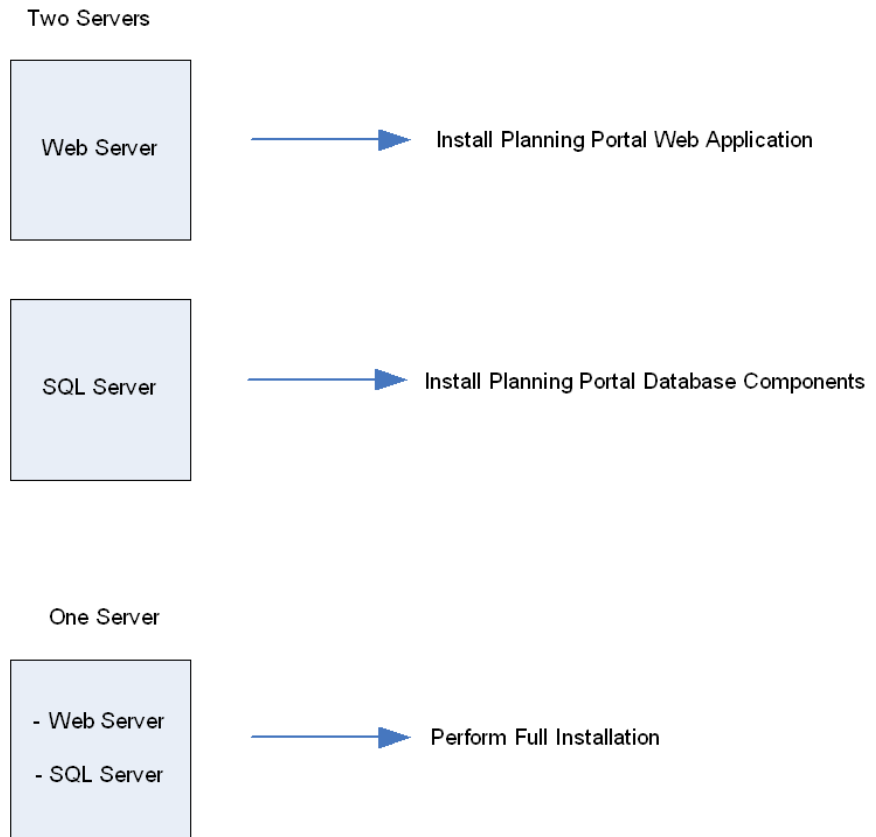 Two Servers
Web Server
Install Planning Portal Web Application
SQL Server
Install Planning Portal Database Components
One Server
- Web Server
- SQL Server
Perform Full Installation